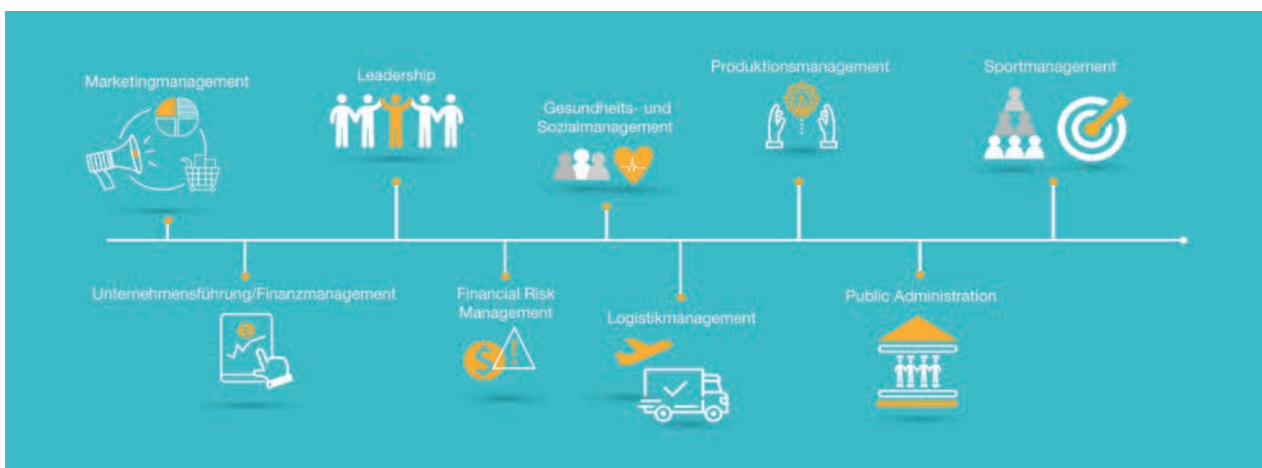 Marketingmanagement
Leadership
Gesundheits- und
Sozialmanagement
Produktionsmanagement
Sportmanagement
Unternehmensführung/Finanzmanagement
Financial Risk
Management
Logistikmanagement
Public Administration